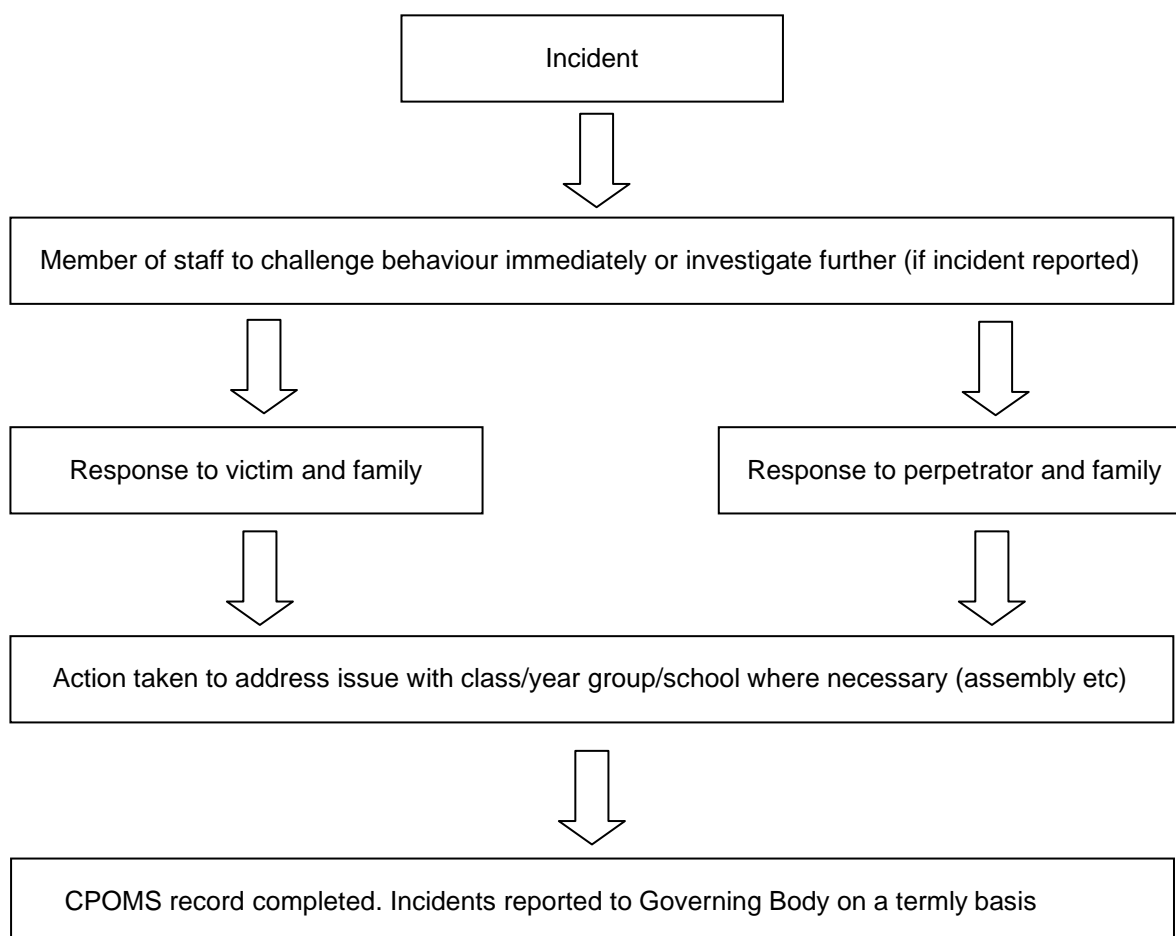 Incident
Member of staff to challenge behaviour immediately or investigate further (if incident reported)
Response to victim and family
Response to perpetrator and family
Action taken to address issue with class/year group/school where necessary (assembly etc)
CPOMS record completed. Incidents reported to Governing Body on a termly basis